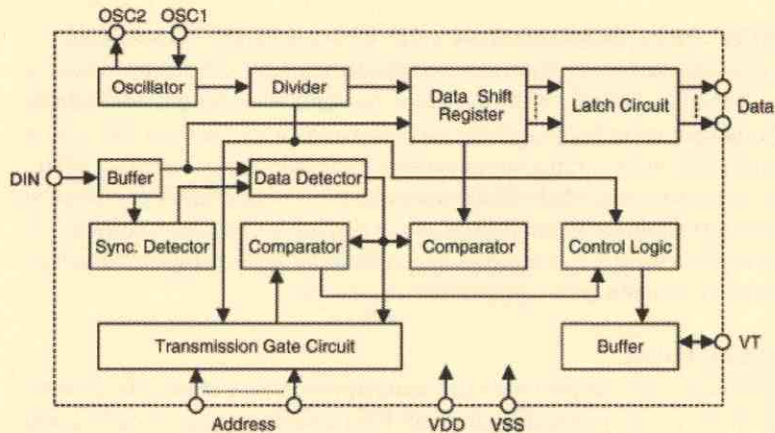 OSC2 OSC1
Oscillator
Divider
Data Shift
Register
Latch Circuit
Data
DIN
Buffer
Data Detector
Sync. Detector
Comparator
Comparator
Control Logic
Transmission Gate Circuit
Buffer
VT
Address
VDD
VSS